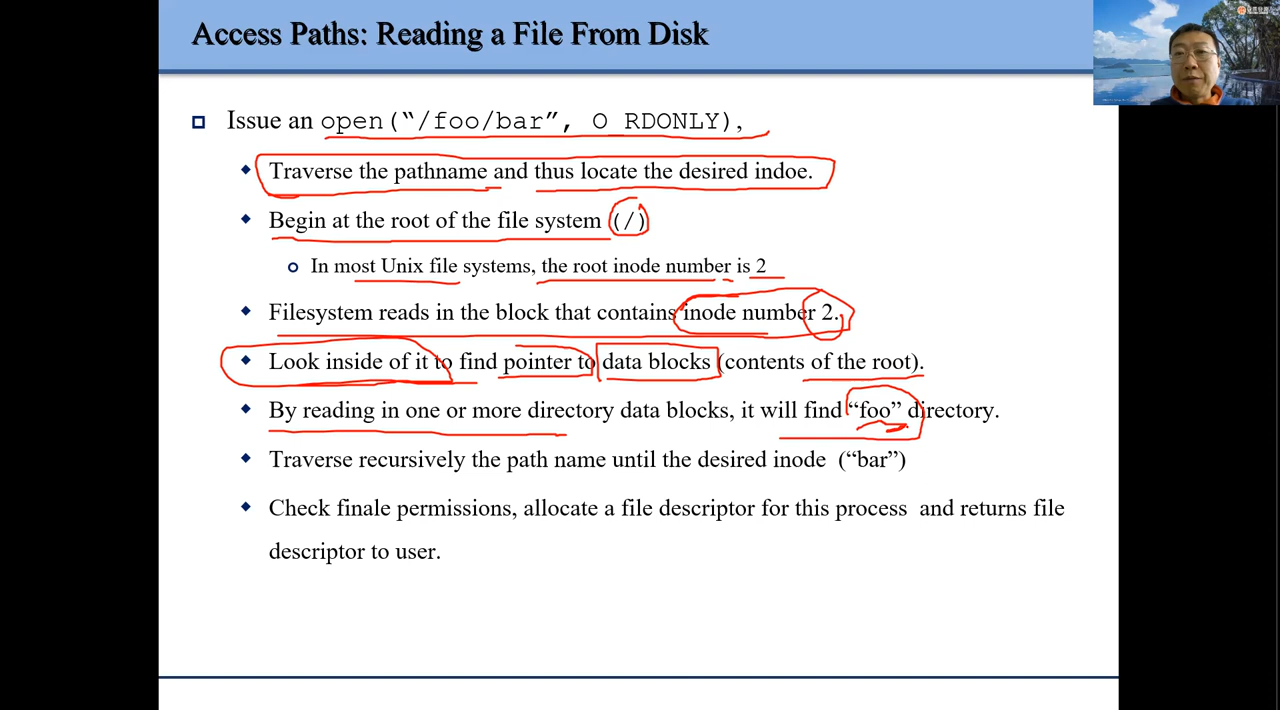 Access Paths: Reading a File From Disk
Issue an open(“/foo/bar”, O RDONLY),
Traverse the pathname and thus locate the desired indoe.
Begin at the root of the file system (/)
In most Unix file systems, the root inode number is 2
Filesystem reads in the block that contains inode number 2.
Look inside of it to find pointer to data blocks (contents of the root).
By reading in one or more directory data blocks, it will find “foo” directory.
Traverse recursively the path name until the desired inode (“bar”)
Check finale permissions, allocate a file descriptor for this process and returns file
descriptor to user.